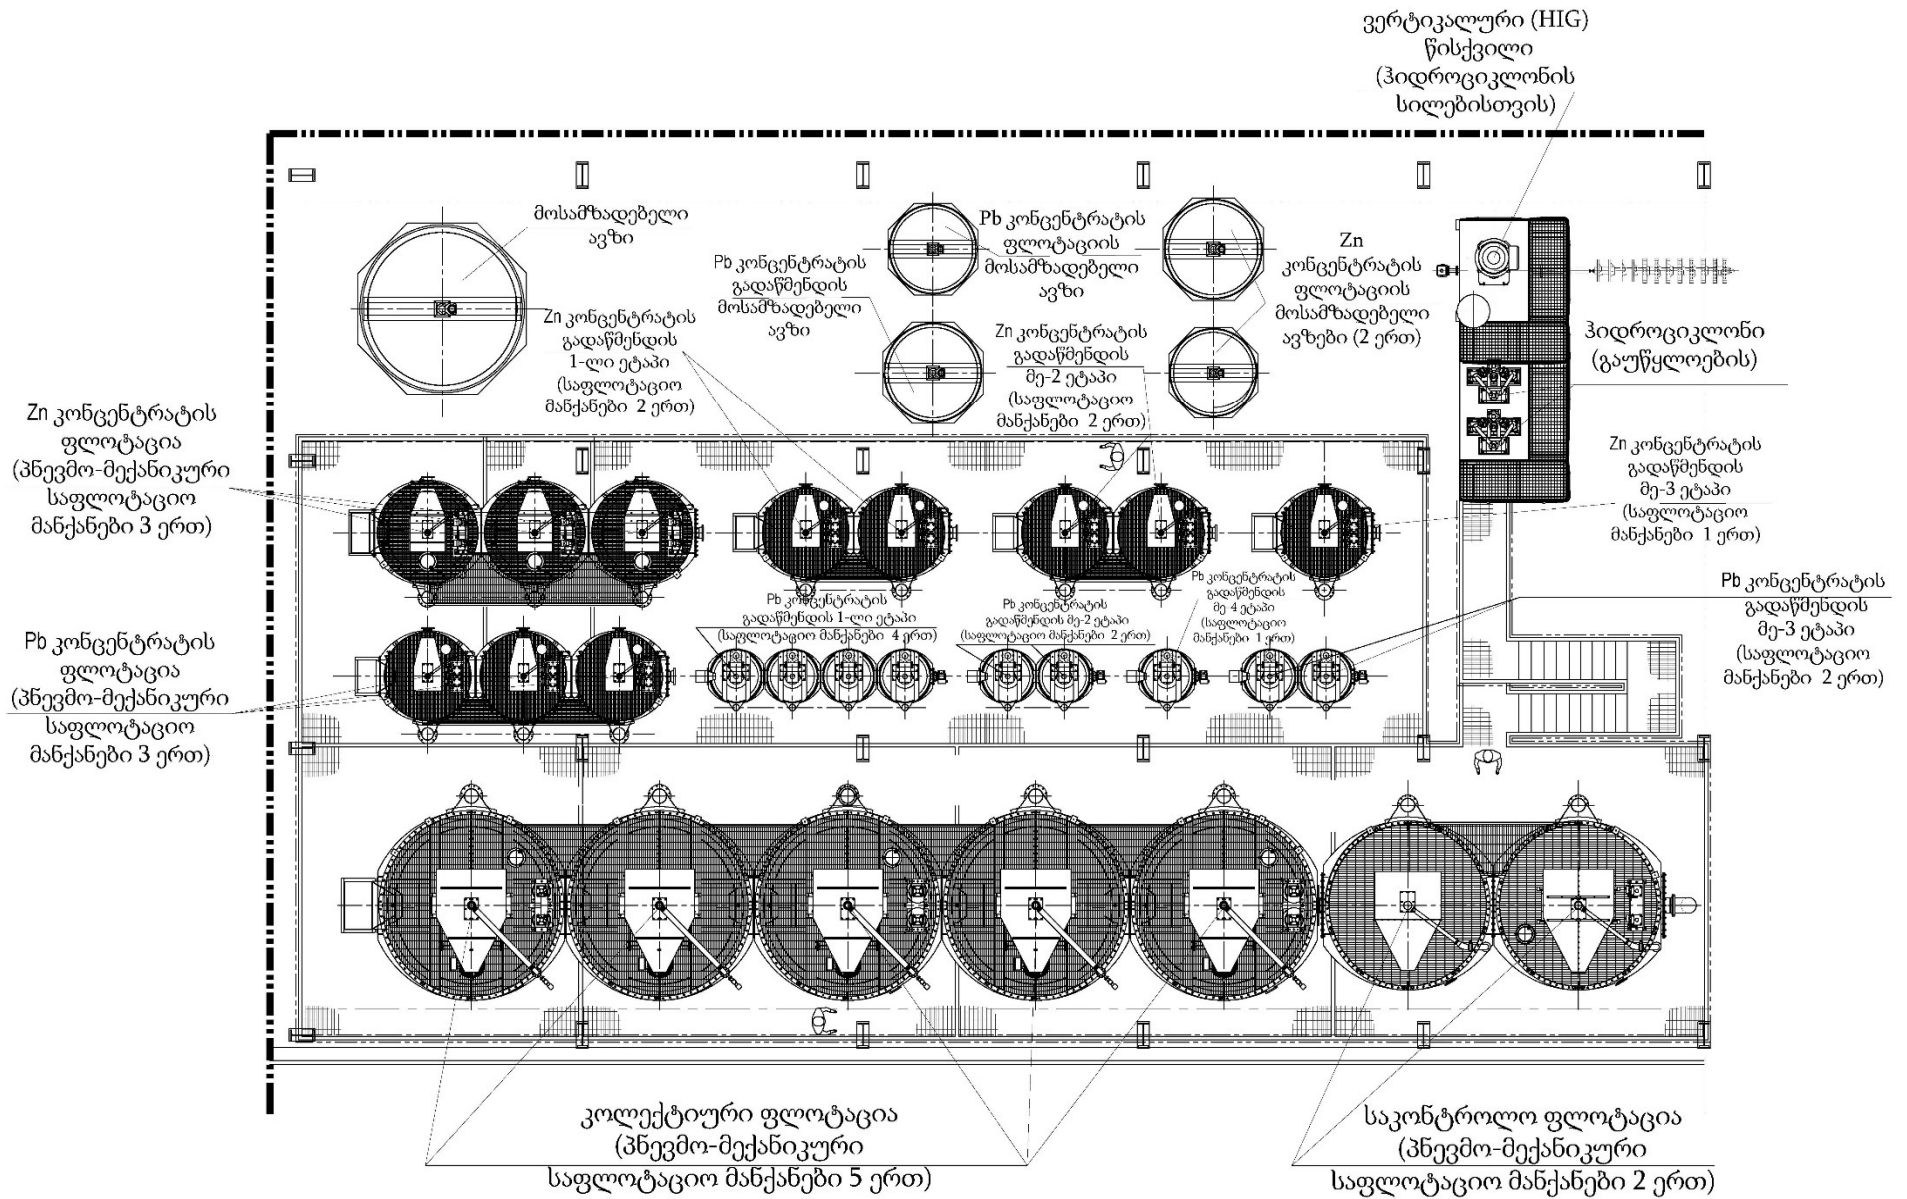 ვერტიკალური (HIG)
წისქვილი
(ჰიდროციკლონის
სილებისთვის)
მოსამზადებელი
ავზი
Pb კონცენტრატის
ფლოტაციის
მოსამზადებელი
ავზი
Pb კონცენტრატის
გადაწმენდის
მოსამზადებელი
ავზი
Zn
კონცენტრატის
ფლოტაციის
მოსამზადებელი
ავზები (2 ერთ)
Zn კონცენტრატის
გადაწმენდის
1-ლი ეტაპი
(საფლოტაციო
მანქანები 2 ერთ)
Zn კონცენტრატის
გადაწმენდის
მე-2 ეტაპი
(საფლოტაციო
მანქანები 2 ერთ)
ჰიდროციკლონი
(გაუწყლოების)
Zn კონცენტრატის
ფლოტაცია
(პნევმო-მექანიკური
საფლოტაციო
მანქანები 3 ერთ)
Zn კონცენტრატის
გადაწმენდის
მე-3 ეტაპი
(საფლოტაციო
მანქანები 1 ერთ)
Pb კონცენტრატის
გადაწმენდის 1-ლი ეტაპი
(საფლოტაციო მანქანები 4 ერთ)
Pb კონცენტრატის
გადაწმენდის მე-2 ეტაპი
(საფლოტაციო მანქანები 2 ერთ)
Pb კონცენტრატის
გადაწმენდის
მე-4 ეტაპი
(საფლოტაციო
მანქანები 1 ერთ)
Pb კონცენტრატის
გადაწმენდის
მე-3 ეტაპი
(საფლოტაციო
მანქანები 2 ერთ)
Pb კონცენტრატის
ფლოტაცია
(პნევმო-მექანიკური
საფლოტაციო
მანქანები 3 ერთ)
კოლექტიური ფლოტაცია
(პნევმო-მექანიკური
საფლოტაციო მანქანები 5 ერთ)
საკონტროლო ფლოტაცია
(პნევმო-მექანიკური
საფლოტაციო მანქანები 2 ერთ)